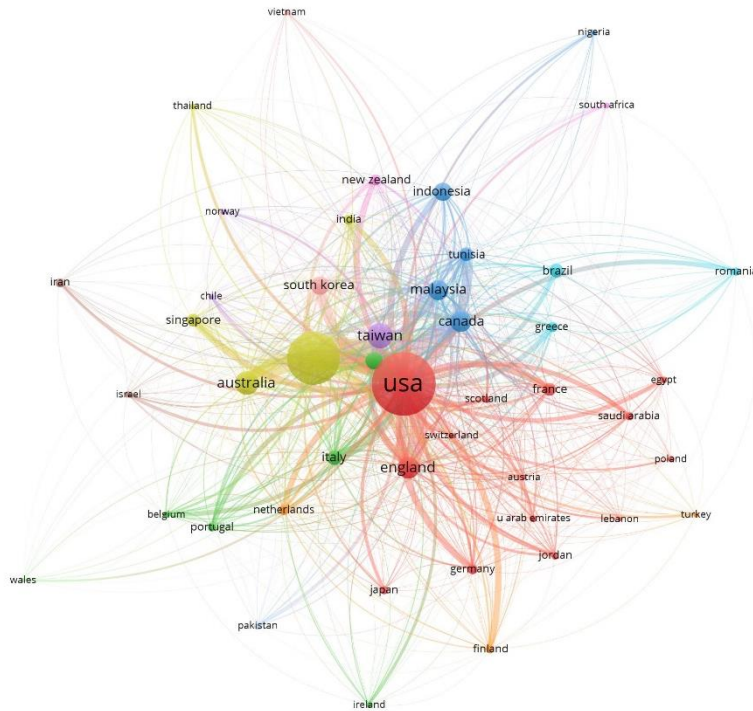 vietnam
nigeria
thailand
south africa
new zealand
indonesia
norway
india
tunisia
brazil
romania
iran
south korea
malaysia
chile
singapore
canada
greece
taiwan
usa
australia
egypt
israel
scotland
france
saudi arabia
switzerland
italy
england
poland
austria
belgium
netherlands
portugal
u arab emirates
lebanon
turkey
jordan
germany
wales
japan
pakistan
finland
ireland